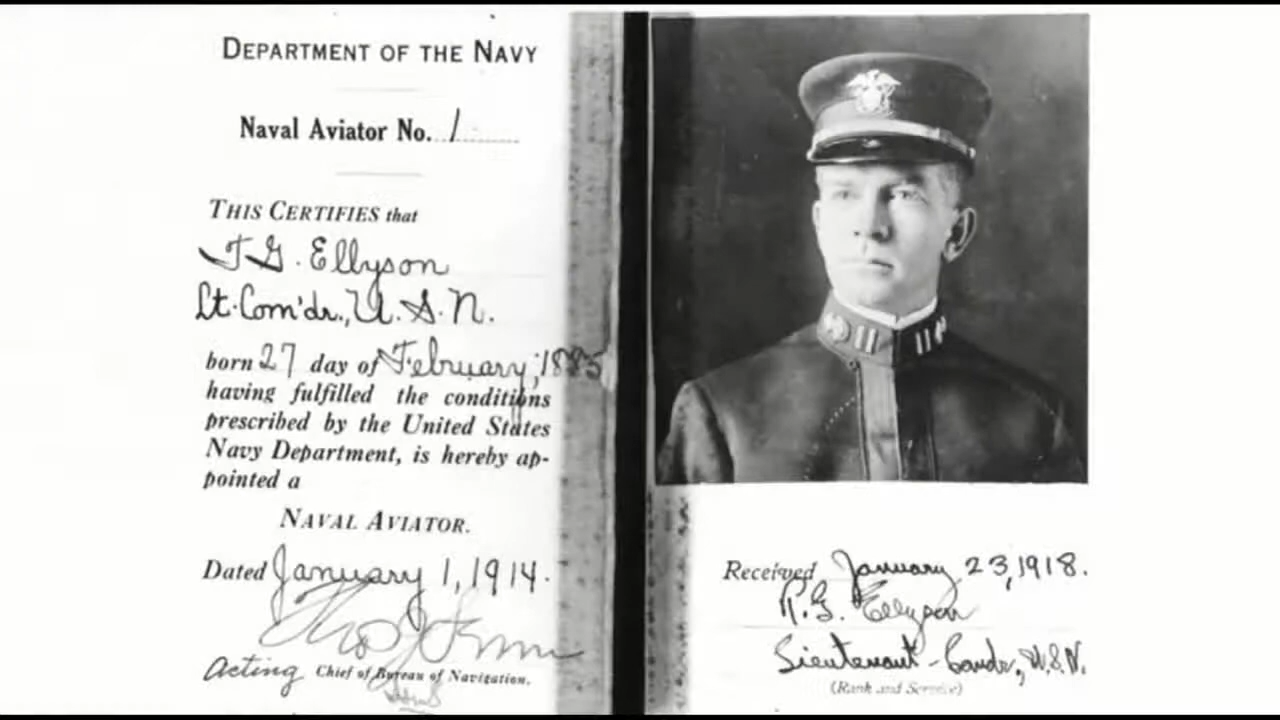 DEPARTMENT OF THE NAVY
Naval Aviator No. 1
THIS CERTIFIES that
T. G. Ellyson
Lt. Com'dr., U. S. N.
born 27 day of February, 1885
having fulfilled the conditions
prescribed by the United States
Navy Department, is hereby ap-
pointed a
NAVAL AVIATOR.
Dated January 1, 1914.
Acting Chief of Bureau of Navigation.
Received January 23, 1918.
T. G. Ellyson
Lieutenant-Comdr., U.S.N.
(Rank and Service)